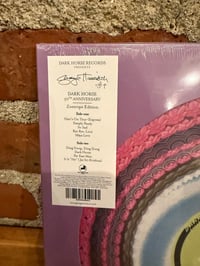 DARK HORSE RECORDS
PRESENTS
DARK HORSE
50TH ANNIVERSARY
Zoetrope Edition
Side one
Hari's On Tour (Express)
Simply Shady
So Sad
Bye Bye, Love
Māya Love
Side two
Ding Dong, Ding Dong
Dark Horse
Far East Man
It Is "He" (Jai Sri Krishna)